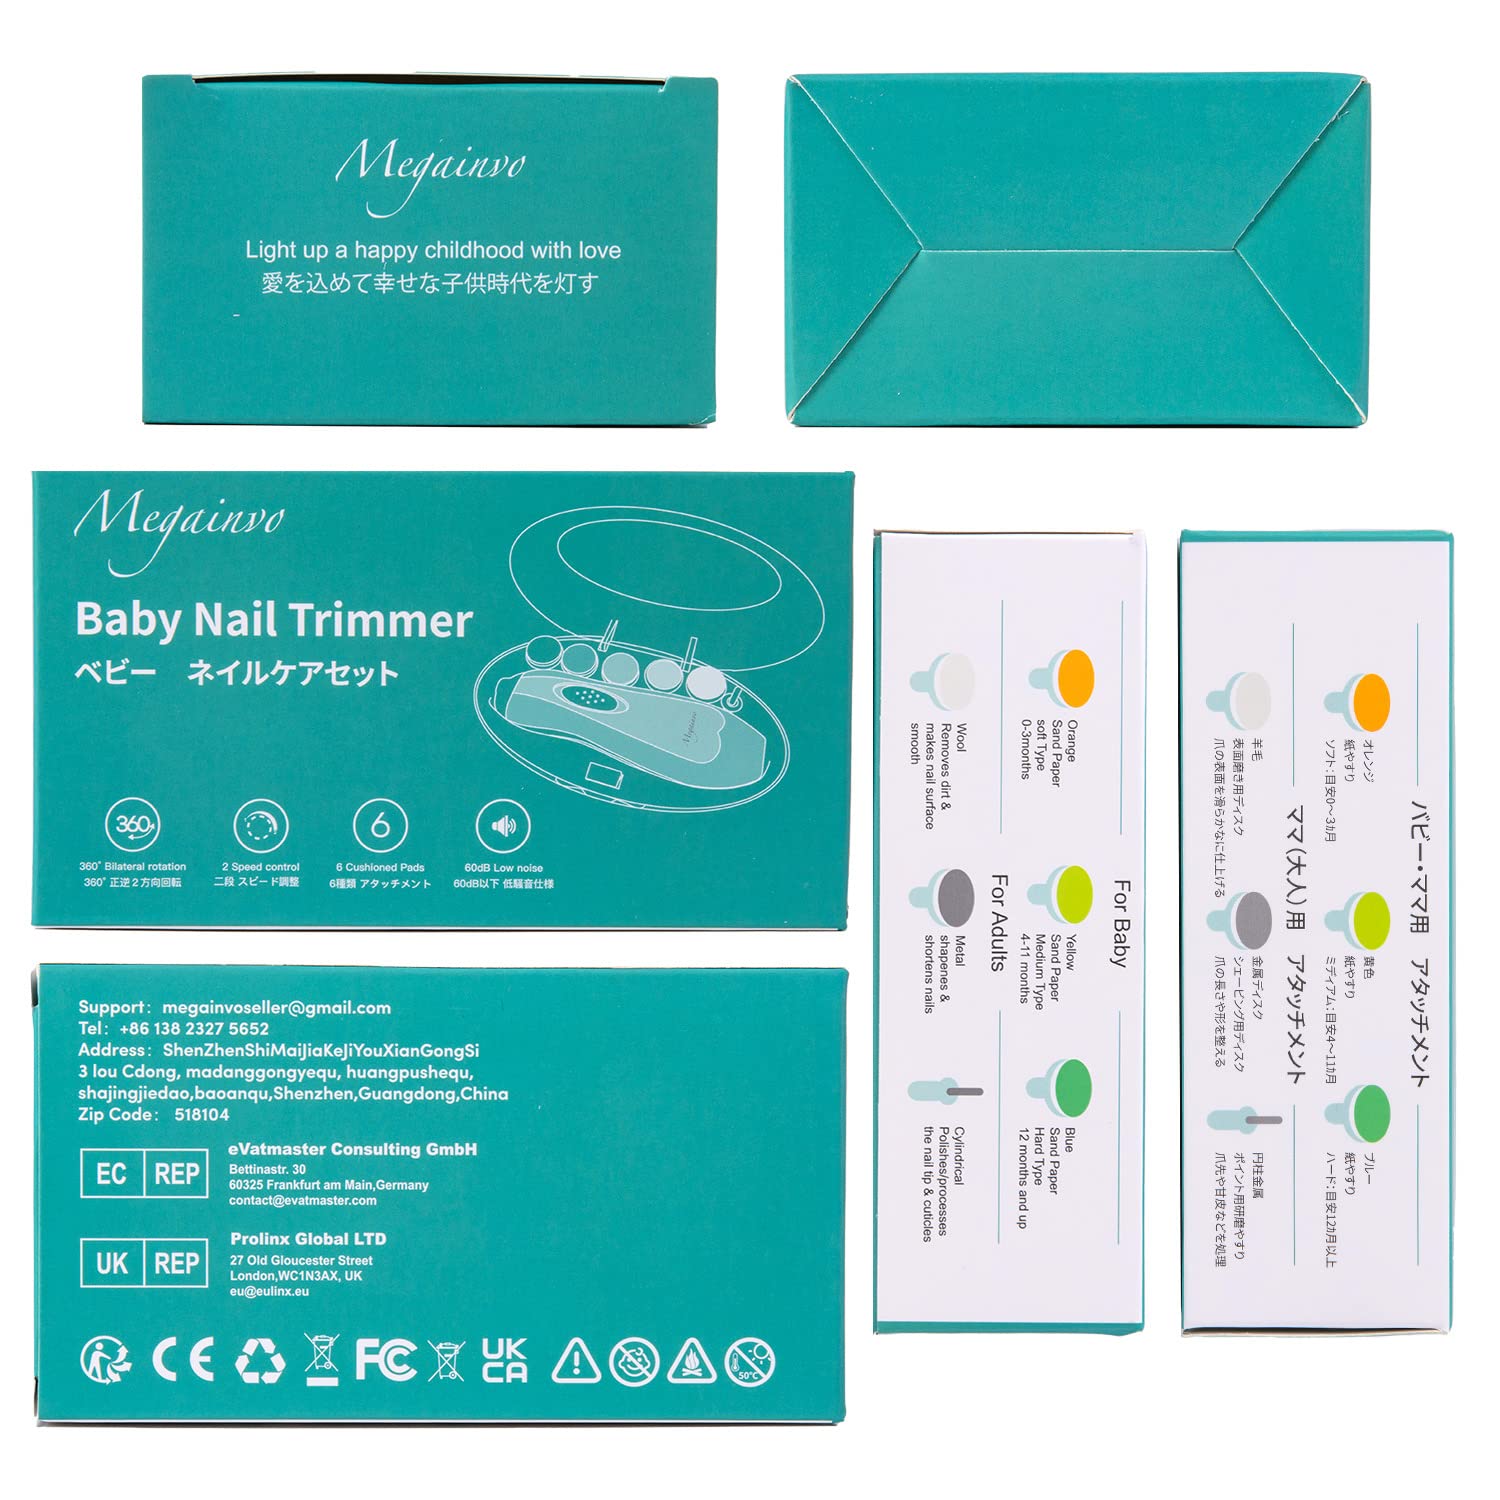 Megainvo
Light up a happy childhood with love
愛を込めて幸せな子供時代を灯す
Megainvo
Baby Nail Trimmer
ベビー ネイルケアセット
Megainvo
360°
6
360° Bilateral rotation
2 Speed control
6 Cushioned Pads
60dB Low noise
360° 正逆２方向回転
二段 スピード調整
6種類 アタッチメント
60dB以下 低騒音仕様
Support: megainvoseller@gmail.com
Tel: +86 138 2327 5652
Address: ShenZhenShiMaiJiaKeJiYouXianGongSi
3 lou Cdong, madanggongyequ, huangpushequ,
shajingjiedao,baoanqu,Shenzhen,Guangdong,China
Zip Code: 518104
EC REP
eVatmaster Consulting GmbH
Bettinastr. 30
60325 Frankfurt am Main,Germany
contact@evatmaster.com
UK REP
Prolinx Global LTD
27 Old Gloucester Street
London,WC1N3AX, UK
eu@eulinx.eu
CE
FC
UK
CA
50°C
For Baby
Orange
Sand Paper
soft Type
0-3months
Yellow
Sand Paper
Medium Type
4-11 months
Blue
Sand Paper
Hard Type
12 months and up
For Adults
Wool
Removes dirt &
makes nail surface
smooth
Metal
shapenes &
shortens nails
Cylindrical
Polishes/processes
the nail tip & cuticles
バビー・ママ用 アタッチメント
オレンジ
紙やすり
ソフト：目安0〜3カ月
黄色
紙やすり
ミディアム：目安4〜11カ月
ブルー
紙やすり
ハード：目安12カ月以上
ママ（大人）用 アタッチメント
羊毛
表面磨き用ディスク
爪の表面を滑らかに仕上げる
金属ディスク
シェービング用ディスク
爪の長さや形を整える
円柱金属
ポイント用研磨やすり
爪先や甘皮などを処理